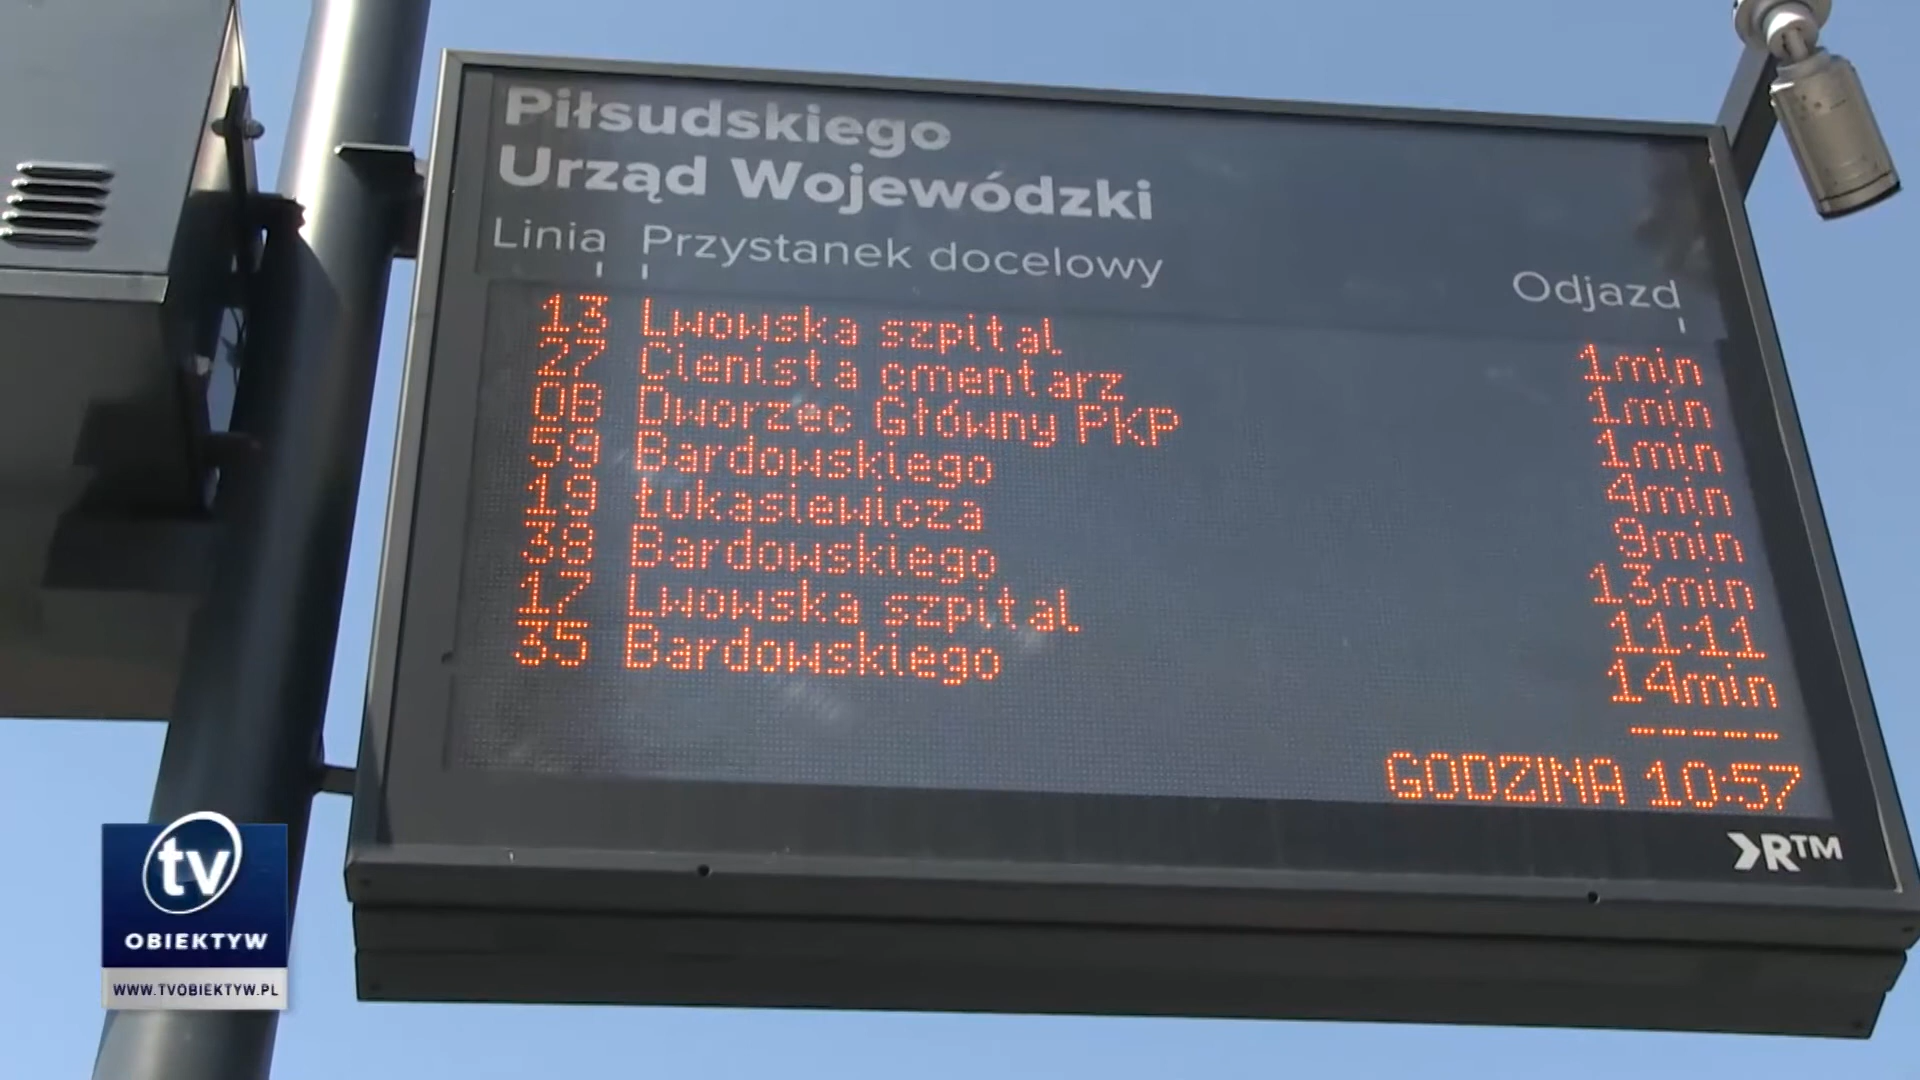 Piłsudskiego
Urząd Wojewódzki
Linia Przystanek docelowy Odjazd
13 Lwowska szpital 1min
27 Cienista cmentarz 1min
0B Dworzec Główny PKP 1min
59 Bardowskiego 4min
19 Łukasiewicza 9min
38 Bardowskiego 13min
17 Lwowska szpital 11:11
35 Bardowskiego 14min
-----
GODZINA 10:57
RTM
tv
OBIEKTYW
WWW.TVOBIEKTYW.PL